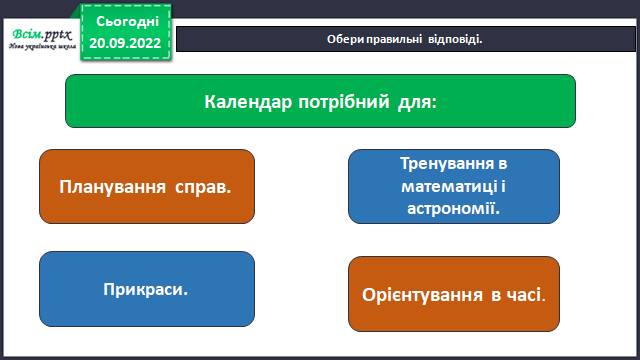 Всім.pptx
Нова українська школа
Сьогодні
20.09.2022
Обери правильні відповіді.
Календар потрібний для:
Планування справ.
Тренування в
математиці і
астрономії.
Прикраси.
Орієнтування в часі.